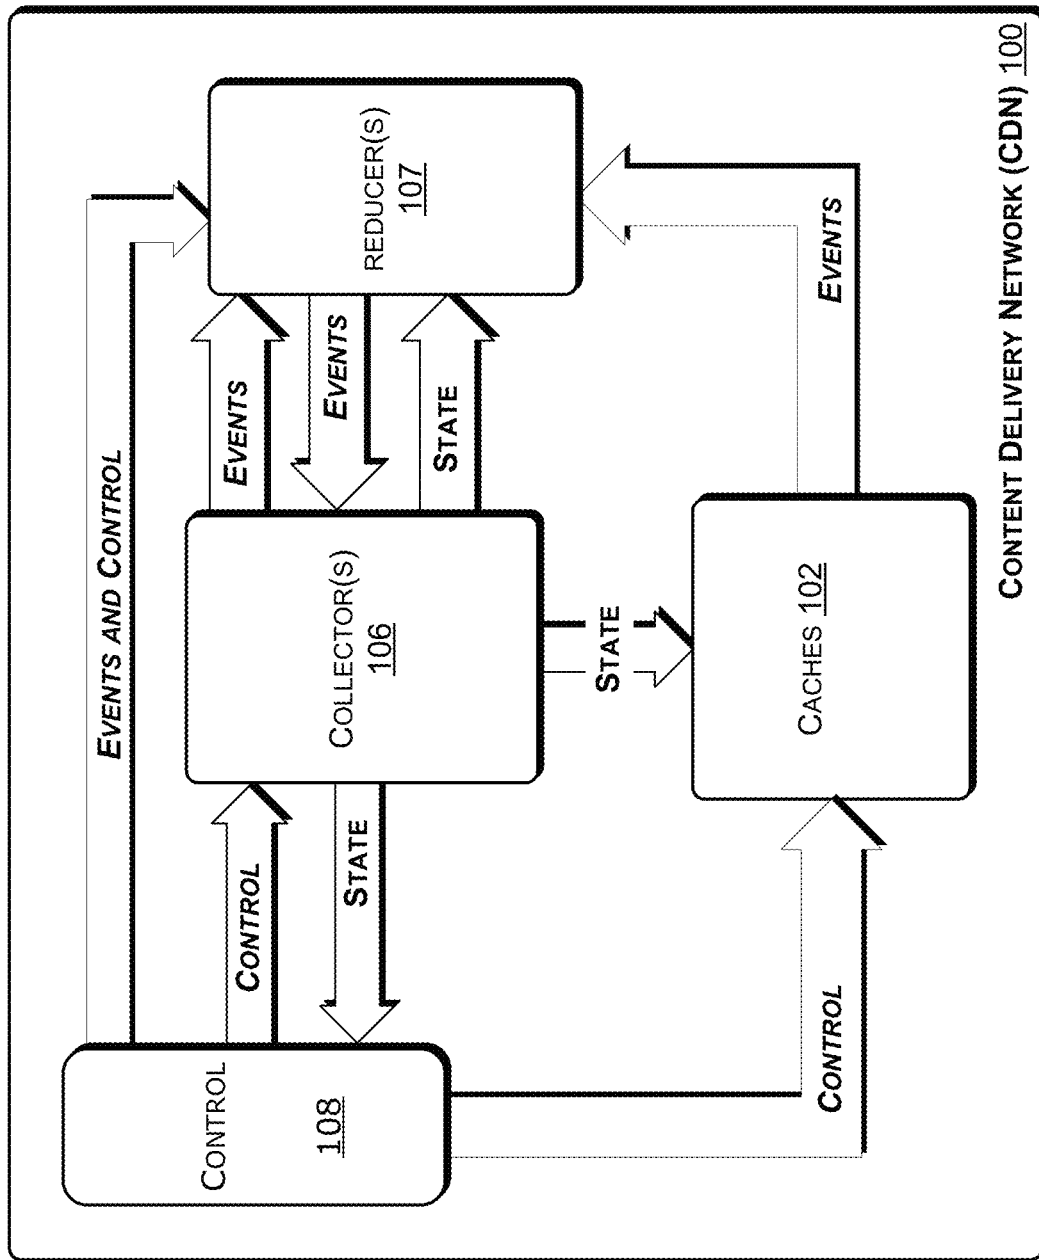 EVENTS AND CONTROL
CONTROL
108
CONTROL
STATE
COLLECTOR(S)
106
EVENTS
EVENTS
STATE
REDUCER(S)
107
STATE
CONTROL
CACHES 102
EVENTS
CONTENT DELIVERY NETWORK (CDN) 100